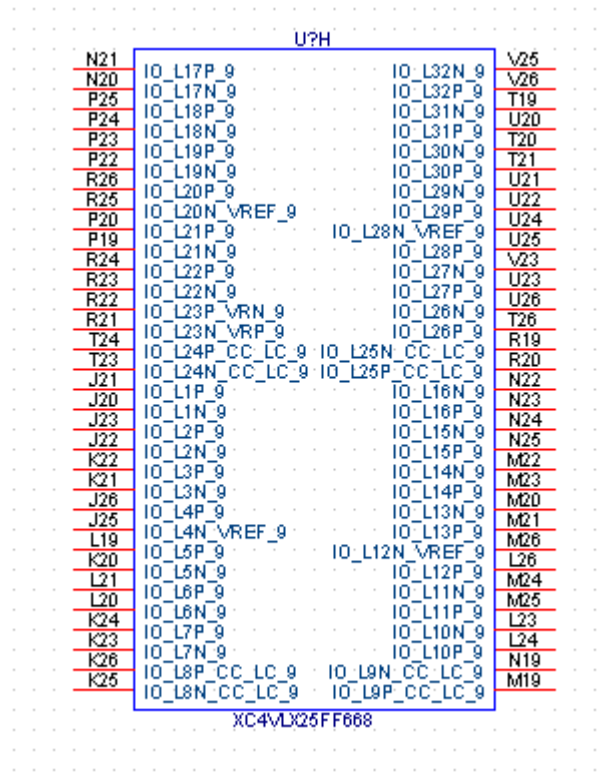 U?H
N21 IO_L17P_9 IO_L32N_9 V25
N20 IO_L17N_9 IO_L32P_9 V26
P25 IO_L18P_9 IO_L31N_9 T19
P24 IO_L18N_9 IO_L31P_9 U20
P23 IO_L19P_9 IO_L30N_9 T20
P22 IO_L19N_9 IO_L30P_9 T21
R26 IO_L20P_9 IO_L29N_9 U21
R25 IO_L20N_VREF_9 IO_L29P_9 U22
P20 IO_L21P_9 IO_L28N_VREF_9 U24
P19 IO_L21N_9 IO_L28P_9 U25
R24 IO_L22P_9 IO_L27N_9 V23
R23 IO_L22N_9 IO_L27P_9 U23
R22 IO_L23P_VRN_9 IO_L26N_9 U26
R21 IO_L23N_VRP_9 IO_L26P_9 T26
T24 IO_L24P_CC_LC_9 IO_L25N_CC_LC_9 R19
T23 IO_L24N_CC_LC_9 IO_L25P_CC_LC_9 R20
J21 IO_L1P_9 IO_L16N_9 N22
J20 IO_L1N_9 IO_L16P_9 N23
J23 IO_L2P_9 IO_L15N_9 N24
J22 IO_L2N_9 IO_L15P_9 N25
K22 IO_L3P_9 IO_L14N_9 M22
K21 IO_L3N_9 IO_L14P_9 M23
J26 IO_L4P_9 IO_L13N_9 M20
J25 IO_L4N_VREF_9 IO_L13P_9 M21
L19 IO_L5P_9 IO_L12N_VREF_9 M26
K20 IO_L5N_9 IO_L12P_9 L26
L21 IO_L6P_9 IO_L11N_9 M24
L20 IO_L6N_9 IO_L11P_9 M25
K24 IO_L7P_9 IO_L10N_9 L23
K23 IO_L7N_9 IO_L10P_9 L24
K26 IO_L8P_CC_LC_9 IO_L9N_CC_LC_9 N19
K25 IO_L8N_CC_LC_9 IO_L9P_CC_LC_9 M19
XC4VLX25FF668